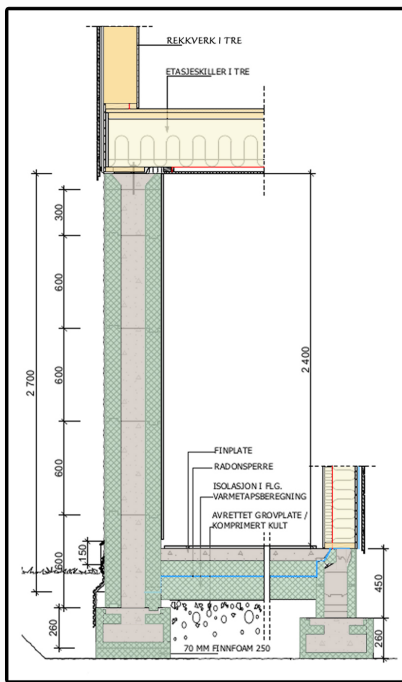 REKKVERK I TRE
ETASJESKILLER I TRE
300
600
600
2 700
2 400
600
FINPLATE
RADONSPERRE
ISOLASJON I FLG.
VARMETAPSBEREGNING
AVRETTET GROVPLATE /
KOMPRIMERT KULT
150
600
450
260
260
70 MM FINNFOAM 250